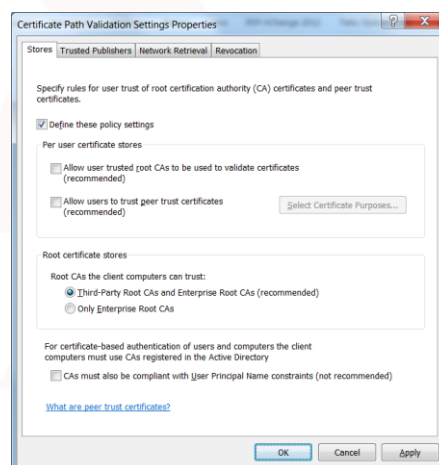 Certificate Path Validation Settings Properties
Stores Trusted Publishers Network Retrieval Revocation
Specify rules for user trust of root certification authority (CA) certificates and peer trust
certificates.
Define these policy settings
Per user certificate stores
Allow user trusted root CAs to be used to validate certificates
(recommended)
Allow users to trust peer trust certificates
(recommended)
Select Certificate Purposes...
Root certificate stores
Root CAs the client computers can trust:
Third-Party Root CAs and Enterprise Root CAs (recommended)
Only Enterprise Root CAs
For certificate-based authentication of users and computers the client
computers must use CAs registered in the Active Directory
CAs must also be compliant with User Principal Name constraints (not recommended)
What are peer trust certificates?
OK Cancel Apply